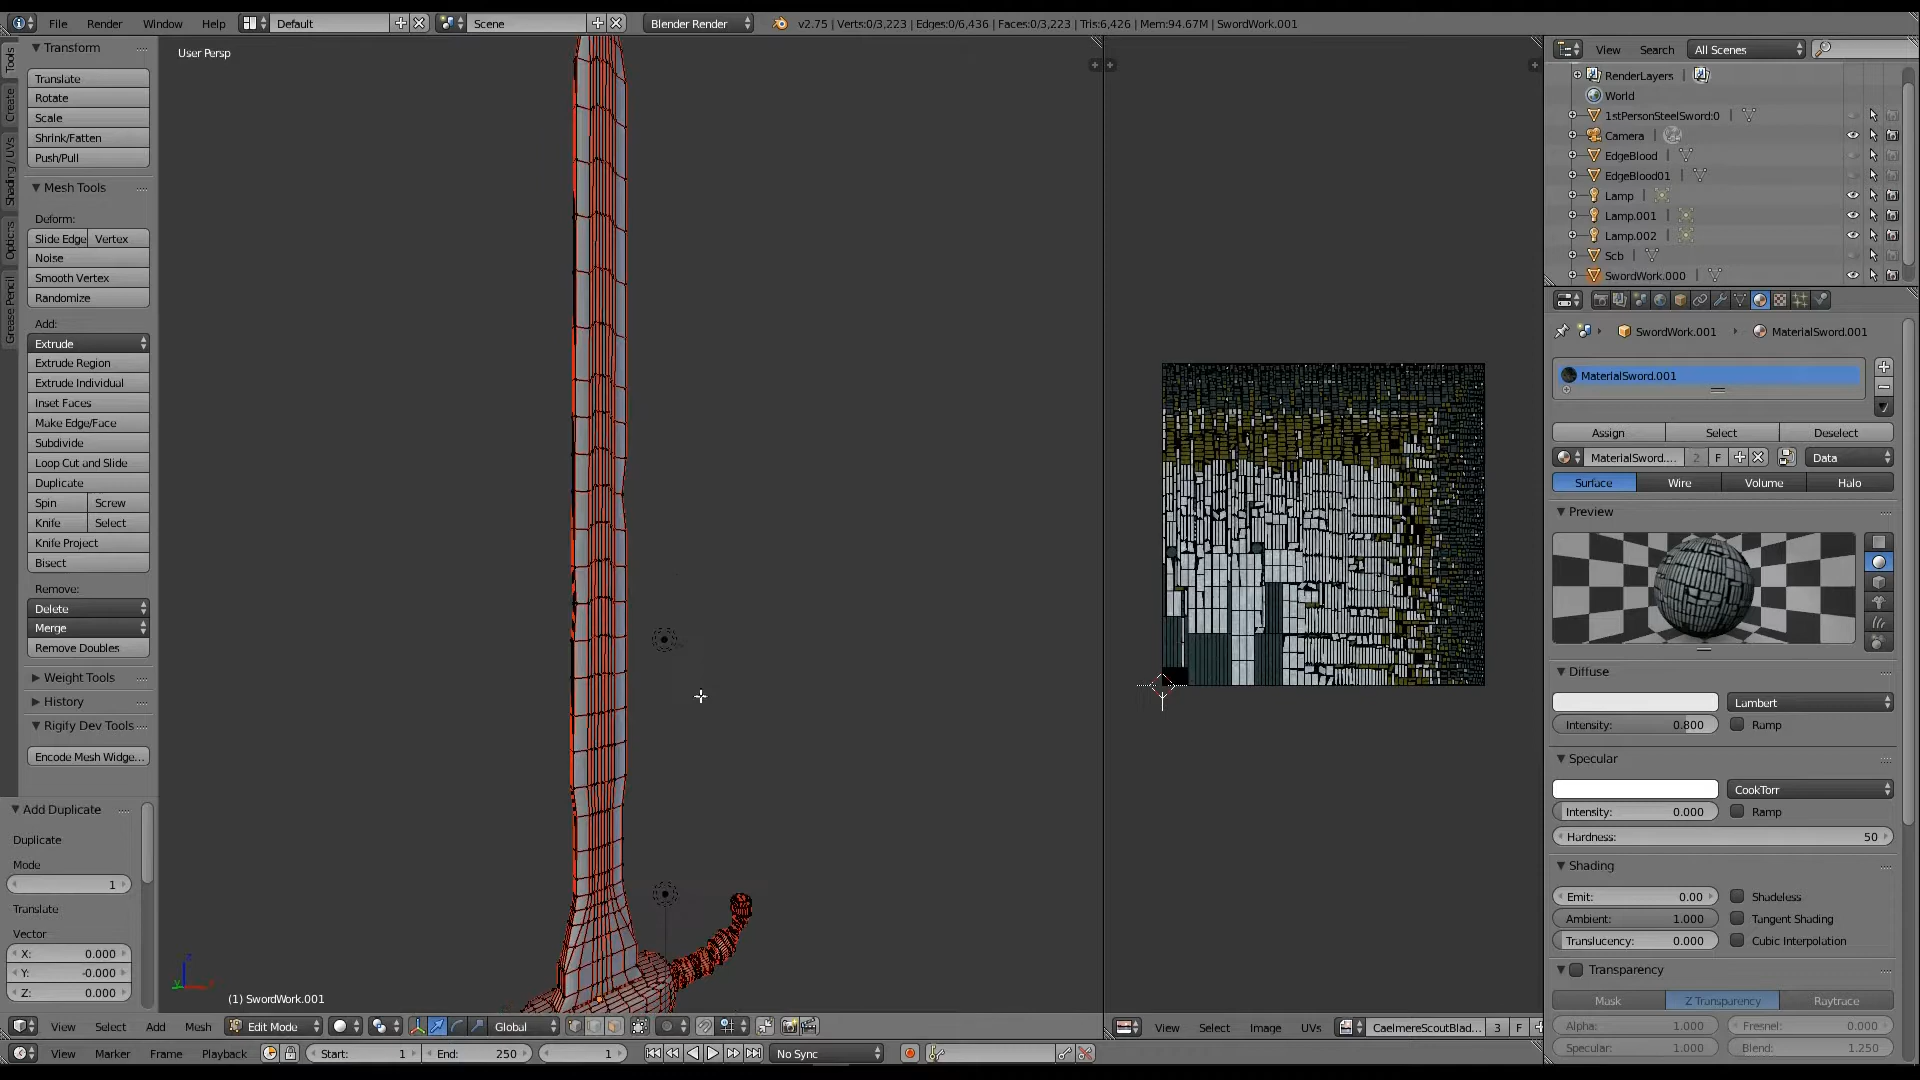 File Render Window Help Default Scene Blender Render v2.75 | Verts:0/3,223 | Edges:0/6,436 | Faces:0/3,223 | Tris:6,426 | Mem:94.67M | SwordWork.001
Tools
Create
Shading / UVs
Options
Grease Pencil
Transform
Translate
Rotate
Scale
Shrink/Fatten
Push/Pull
Mesh Tools
Deform:
Slide Edge Vertex
Noise
Smooth Vertex
Randomize
Add:
Extrude
Extrude Region
Extrude Individual
Inset Faces
Make Edge/Face
Subdivide
Loop Cut and Slide
Duplicate
Spin Screw
Knife Select
Knife Project
Bisect
Remove:
Delete
Merge
Remove Doubles
Weight Tools
History
Rigify Dev Tools
Encode Mesh Widge...
Add Duplicate
Duplicate
Mode
1
Translate
Vector
X: 0.000
Y: -0.000
Z: 0.000
User Persp
(1) SwordWork.001
View Select Add Mesh Edit Mode Global
View Select Image UVs CaelmereScoutBlad... 3 F
View Marker Frame Playback Start: 1 End: 250 1 No Sync
View Search All Scenes
RenderLayers |
World
1stPersonSteelSword:0 |
Camera |
EdgeBlood |
EdgeBlood01 |
Lamp |
Lamp.001 |
Lamp.002 |
Scb |
SwordWork.000 |
SwordWork.001 MaterialSword.001
MaterialSword.001
Assign Select Deselect
MaterialSword.... 2 F Data
Surface Wire Volume Halo
Preview
Diffuse
Lambert
Intensity: 0.800 Ramp
Specular
CookTorr
Intensity: 0.000 Ramp
Hardness: 50
Shading
Emit: 0.00 Shadeless
Ambient: 1.000 Tangent Shading
Translucency: 0.000 Cubic Interpolation
Transparency
Mask Z Transparency Raytrace
Alpha: 1.000 Fresnel: 0.000
Specular: 1.000 Blend: 1.250